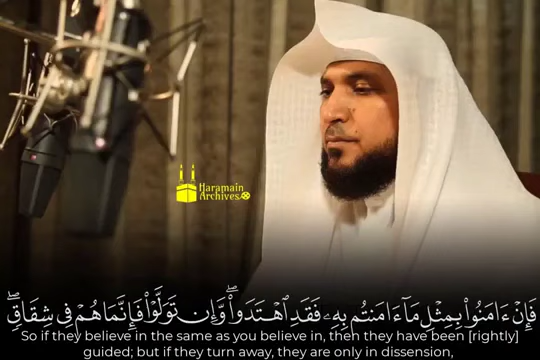 Haramain
Archives
فَإِنْ ءَامَنُوا۟ بِمِثْلِ مَآ ءَامَنتُم بِهِۦ فَقَدِ ٱهْتَدَوا۟ ۖ وَّإِن تَوَلَّوْا۟ فَإِنَّمَا هُمْ فِى شِقَاقٍ ۖ
So if they believe in the same as you believe in, then they have been [rightly]
guided; but if they turn away, they are only in dissension,